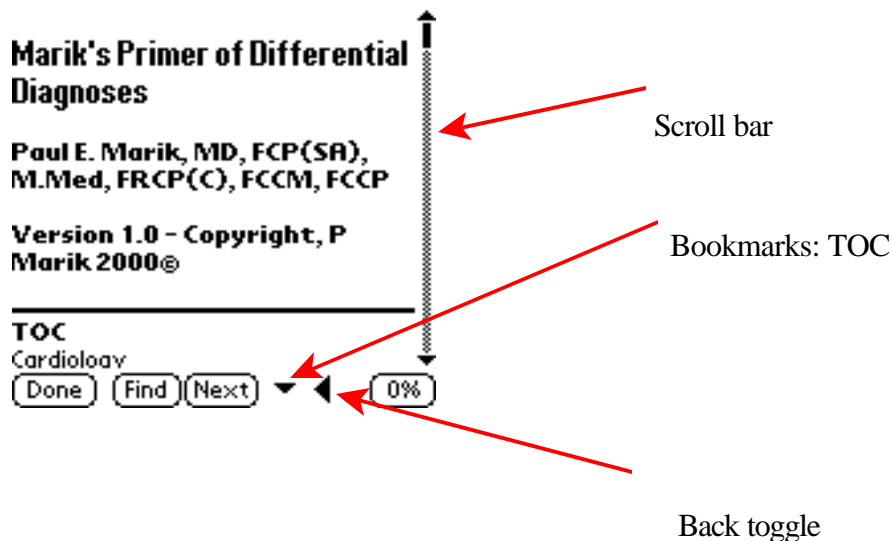 Marik's Primer of Differential
Diagnoses
Paul E. Marik, MD, FCP(SA),
M.Med, FRCP(C), FCCM, FCCP
Version 1.0 - Copyright, P
Marik 2000©
TOC
Cardiology
Done Find Next 0%
Scroll bar
Bookmarks: TOC
Back toggle